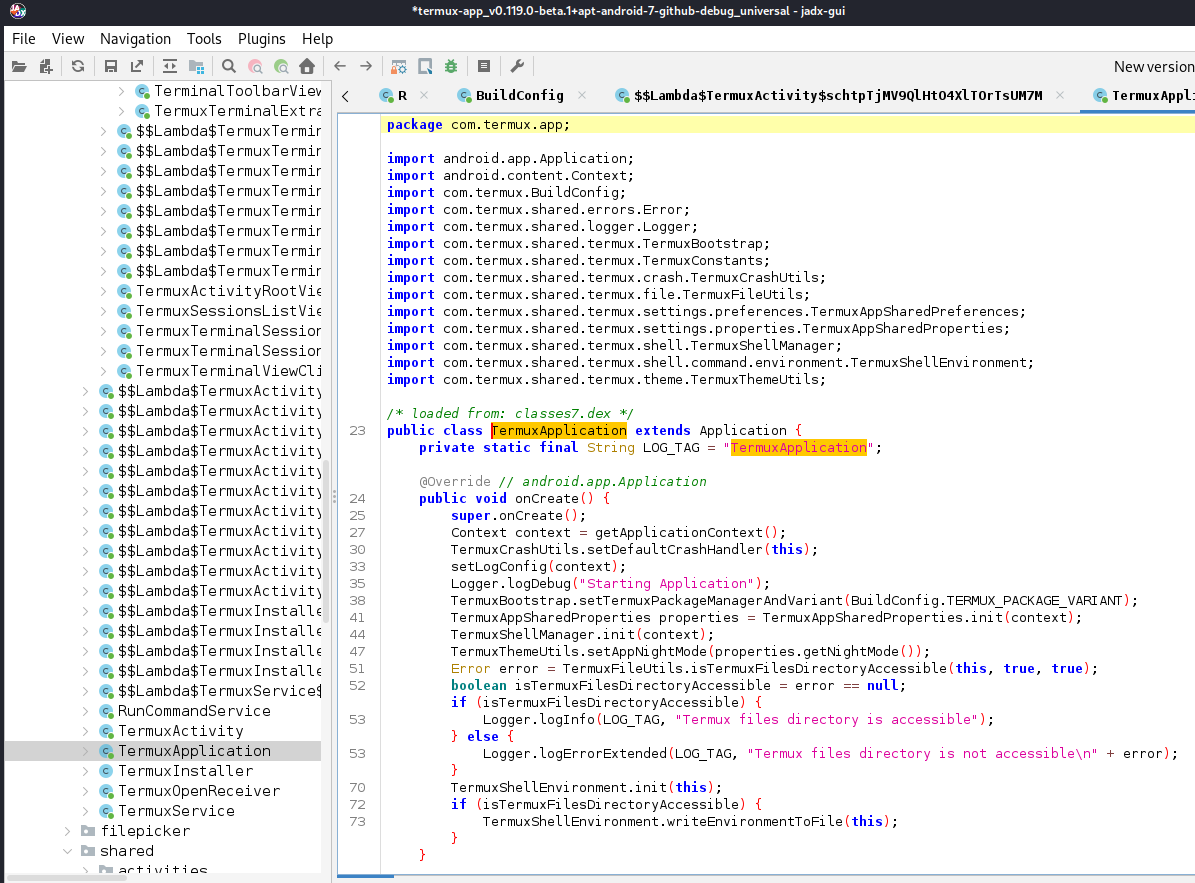 *termux-app_v0.119.0-beta.1+apt-android-7-github-debug_universal - jadx-gui
File View Navigation Tools Plugins Help
New version
TerminalToolbarView
TermuxTerminalExtra
$$Lambda$TermuxTermin
$$Lambda$TermuxTermin
$$Lambda$TermuxTermin
$$Lambda$TermuxTermin
$$Lambda$TermuxTermin
$$Lambda$TermuxTermin
$$Lambda$TermuxTermin
$$Lambda$TermuxTermin
TermuxActivityRootVie
TermuxSessionsListVie
TermuxTerminalSession
TermuxTerminalSession
TermuxTerminalViewCli
$$Lambda$TermuxActivity
$$Lambda$TermuxActivity
$$Lambda$TermuxActivity
$$Lambda$TermuxActivity
$$Lambda$TermuxActivity
$$Lambda$TermuxActivity
$$Lambda$TermuxActivity
$$Lambda$TermuxActivity
$$Lambda$TermuxActivity
$$Lambda$TermuxActivity
$$Lambda$TermuxActivity
$$Lambda$TermuxInstalle
$$Lambda$TermuxInstalle
$$Lambda$TermuxInstalle
$$Lambda$TermuxInstalle
$$Lambda$TermuxService$
RunCommandService
TermuxActivity
TermuxApplication
TermuxInstaller
TermuxOpenReceiver
TermuxService
filepicker
shared
activities
R BuildConfig $$Lambda$TermuxActivity$schtpTjMV9QlHtO4XlTOrTsUM7M TermuxAppli
package com.termux.app;
import android.app.Application;
import android.content.Context;
import com.termux.BuildConfig;
import com.termux.shared.errors.Error;
import com.termux.shared.logger.Logger;
import com.termux.shared.termux.TermuxBootstrap;
import com.termux.shared.termux.TermuxConstants;
import com.termux.shared.termux.crash.TermuxCrashUtils;
import com.termux.shared.termux.file.TermuxFileUtils;
import com.termux.shared.termux.settings.preferences.TermuxAppSharedPreferences;
import com.termux.shared.termux.settings.properties.TermuxAppSharedProperties;
import com.termux.shared.termux.shell.TermuxShellManager;
import com.termux.shared.termux.shell.command.environment.TermuxShellEnvironment;
import com.termux.shared.termux.theme.TermuxThemeUtils;
/* loaded from: classes7.dex */
23 public class TermuxApplication extends Application {
private static final String LOG_TAG = "TermuxApplication";
@Override // android.app.Application
24 public void onCreate() {
25 super.onCreate();
27 Context context = getApplicationContext();
30 TermuxCrashUtils.setDefaultCrashHandler(this);
33 setLogConfig(context);
35 Logger.logDebug("Starting Application");
38 TermuxBootstrap.setTermuxPackageManagerAndVariant(BuildConfig.TERMUX_PACKAGE_VARIANT);
41 TermuxAppSharedProperties properties = TermuxAppSharedProperties.init(context);
44 TermuxShellManager.init(context);
47 TermuxThemeUtils.setAppNightMode(properties.getNightMode());
51 Error error = TermuxFileUtils.isTermuxFilesDirectoryAccessible(this, true, true);
52 boolean isTermuxFilesDirectoryAccessible = error == null;
if (isTermuxFilesDirectoryAccessible) {
53 Logger.logInfo(LOG_TAG, "Termux files directory is accessible");
} else {
53 Logger.logErrorExtended(LOG_TAG, "Termux files directory is not accessible\n" + error);
}
70 TermuxShellEnvironment.init(this);
72 if (isTermuxFilesDirectoryAccessible) {
73 TermuxShellEnvironment.writeEnvironmentToFile(this);
}
}